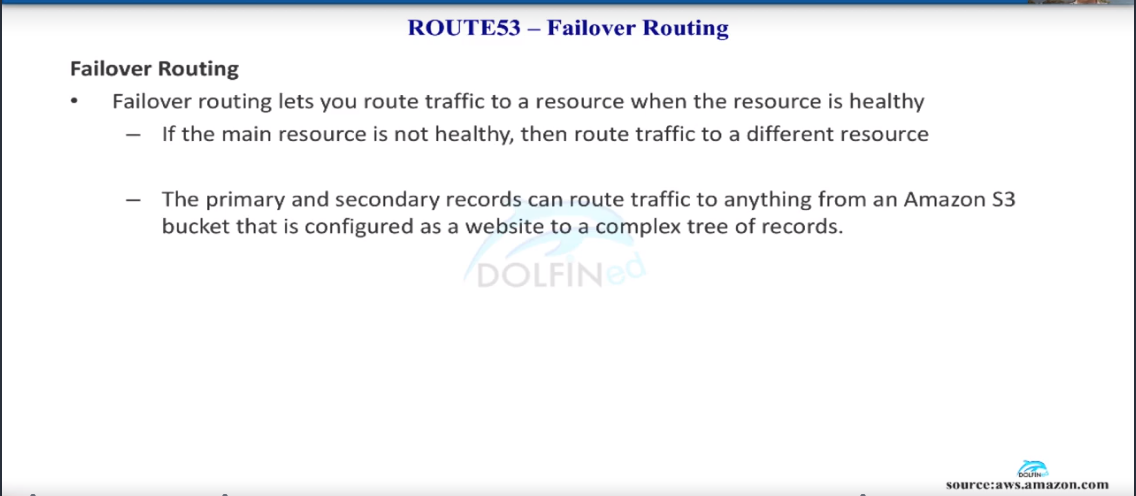 ROUTE53 – Failover Routing
Failover Routing
• Failover routing lets you route traffic to a resource when the resource is healthy
– If the main resource is not healthy, then route traffic to a different resource
– The primary and secondary records can route traffic to anything from an Amazon S3
bucket that is configured as a website to a complex tree of records.
DOLFINed
DOLFINed
source:aws.amazon.com